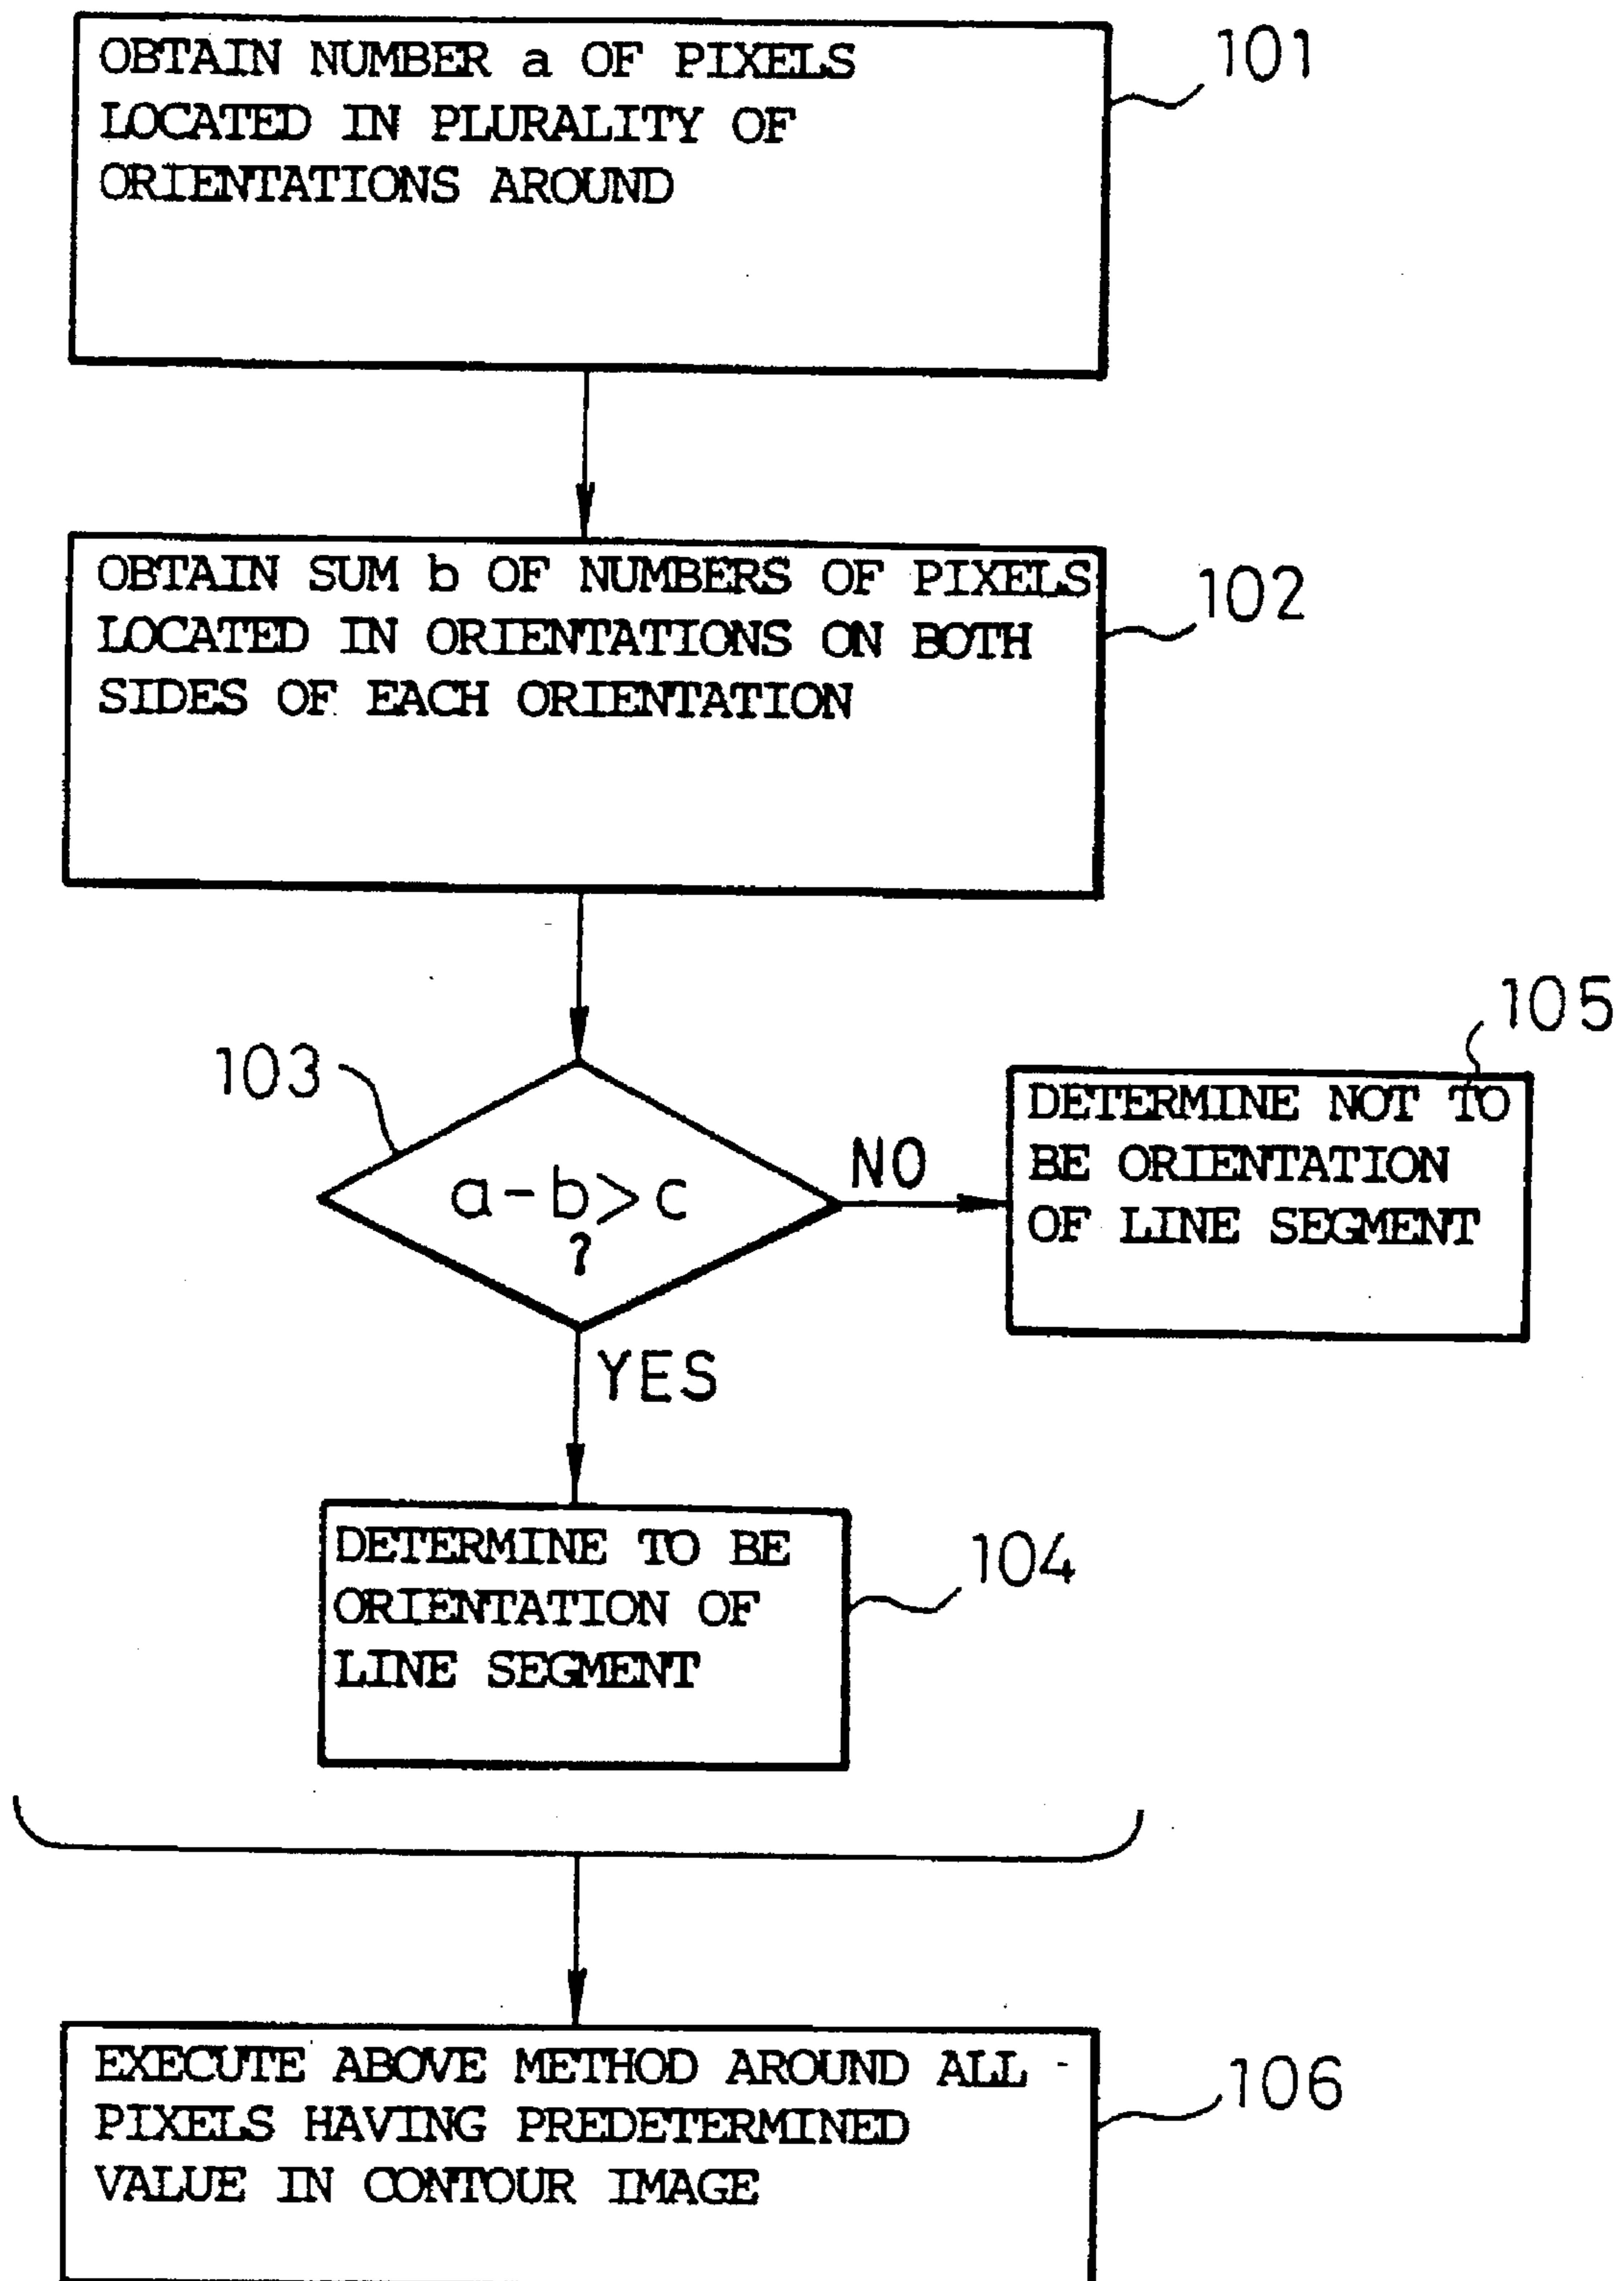 OBTAIN NUMBER a OF PIXELS
LOCATED IN PLURALITY OF
ORIENTATIONS AROUND
101
OBTAIN SUM b OF NUMBERS OF PIXELS
LOCATED IN ORIENTATIONS ON BOTH
SIDES OF EACH ORIENTATION
102
103
a-b>c
?
NO
105
DETERMINE NOT TO
BE ORIENTATION
OF LINE SEGMENT
YES
DETERMINE TO BE
ORIENTATION OF
LINE SEGMENT
104
EXECUTE ABOVE METHOD AROUND ALL
PIXELS HAVING PREDETERMINED
VALUE IN CONTOUR IMAGE
106